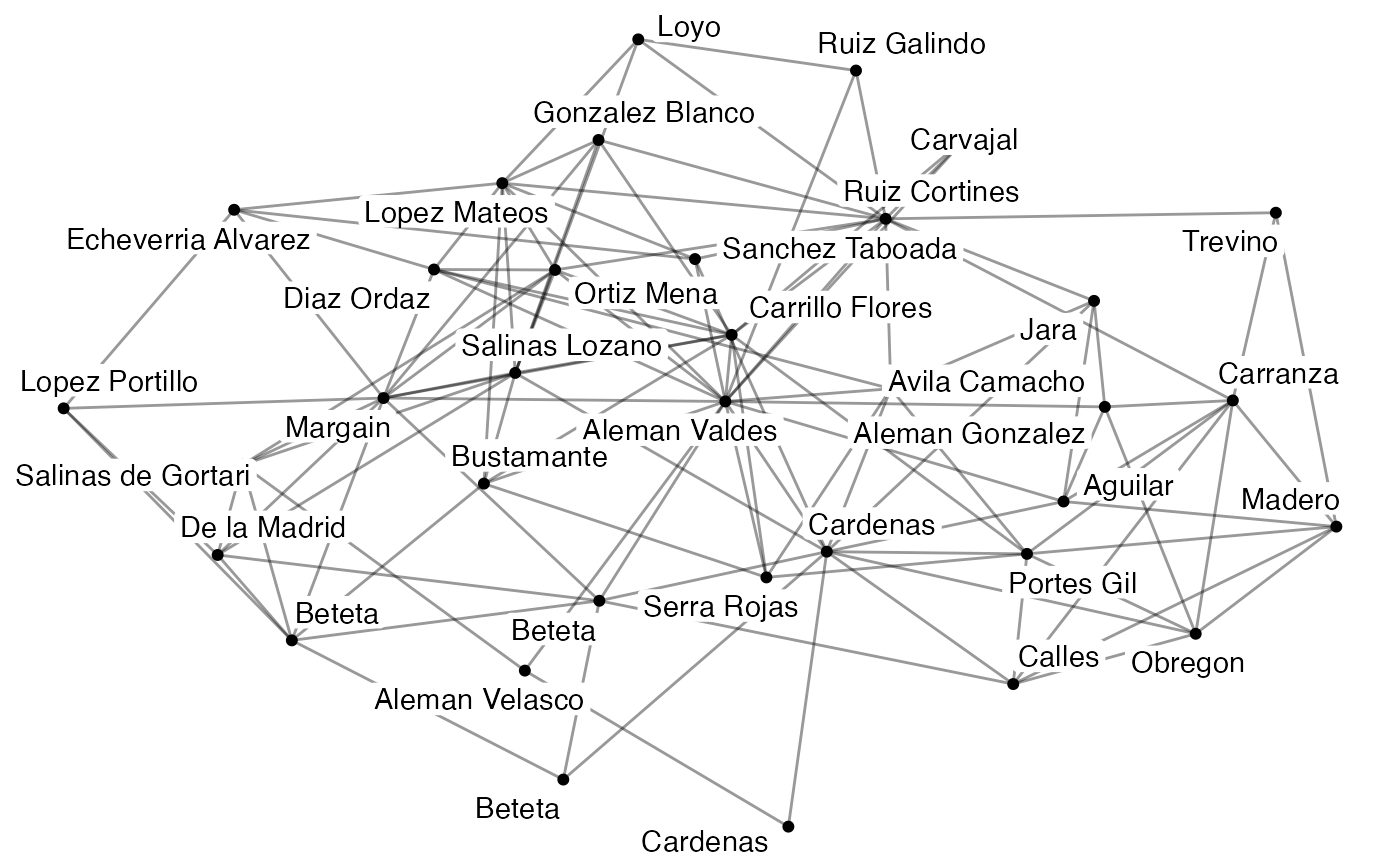 Loyo
Ruiz Galindo
Gonzalez Blanco
Carvajal
Ruiz Cortines
Lopez Mateos
Echeverria Alvarez
Trevino
Sanchez Taboada
Diaz Ordaz
Ortiz Mena
Carrillo Flores
Jara
Salinas Lozano
Lopez Portillo
Avila Camacho
Carranza
Margain
Aleman Valdes
Aleman Gonzalez
Bustamante
Salinas de Gortari
Aguilar
Madero
De la Madrid
Cardenas
Portes Gil
Beteta
Serra Rojas
Beteta
Calles
Obregon
Aleman Velasco
Beteta
Cardenas